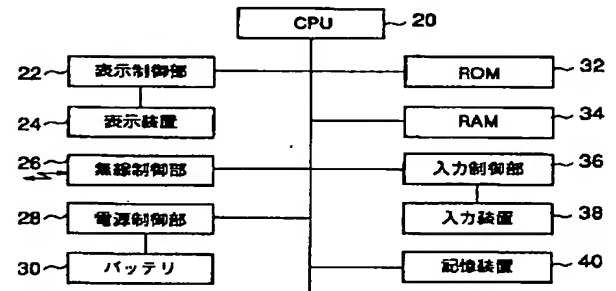 CPU 20
22 表示制御部
ROM 32
24 表示装置
RAM 34
26 無線制御部
入力制御部 36
28 電源制御部
入力装置 38
30 バッテリ
記憶装置 40